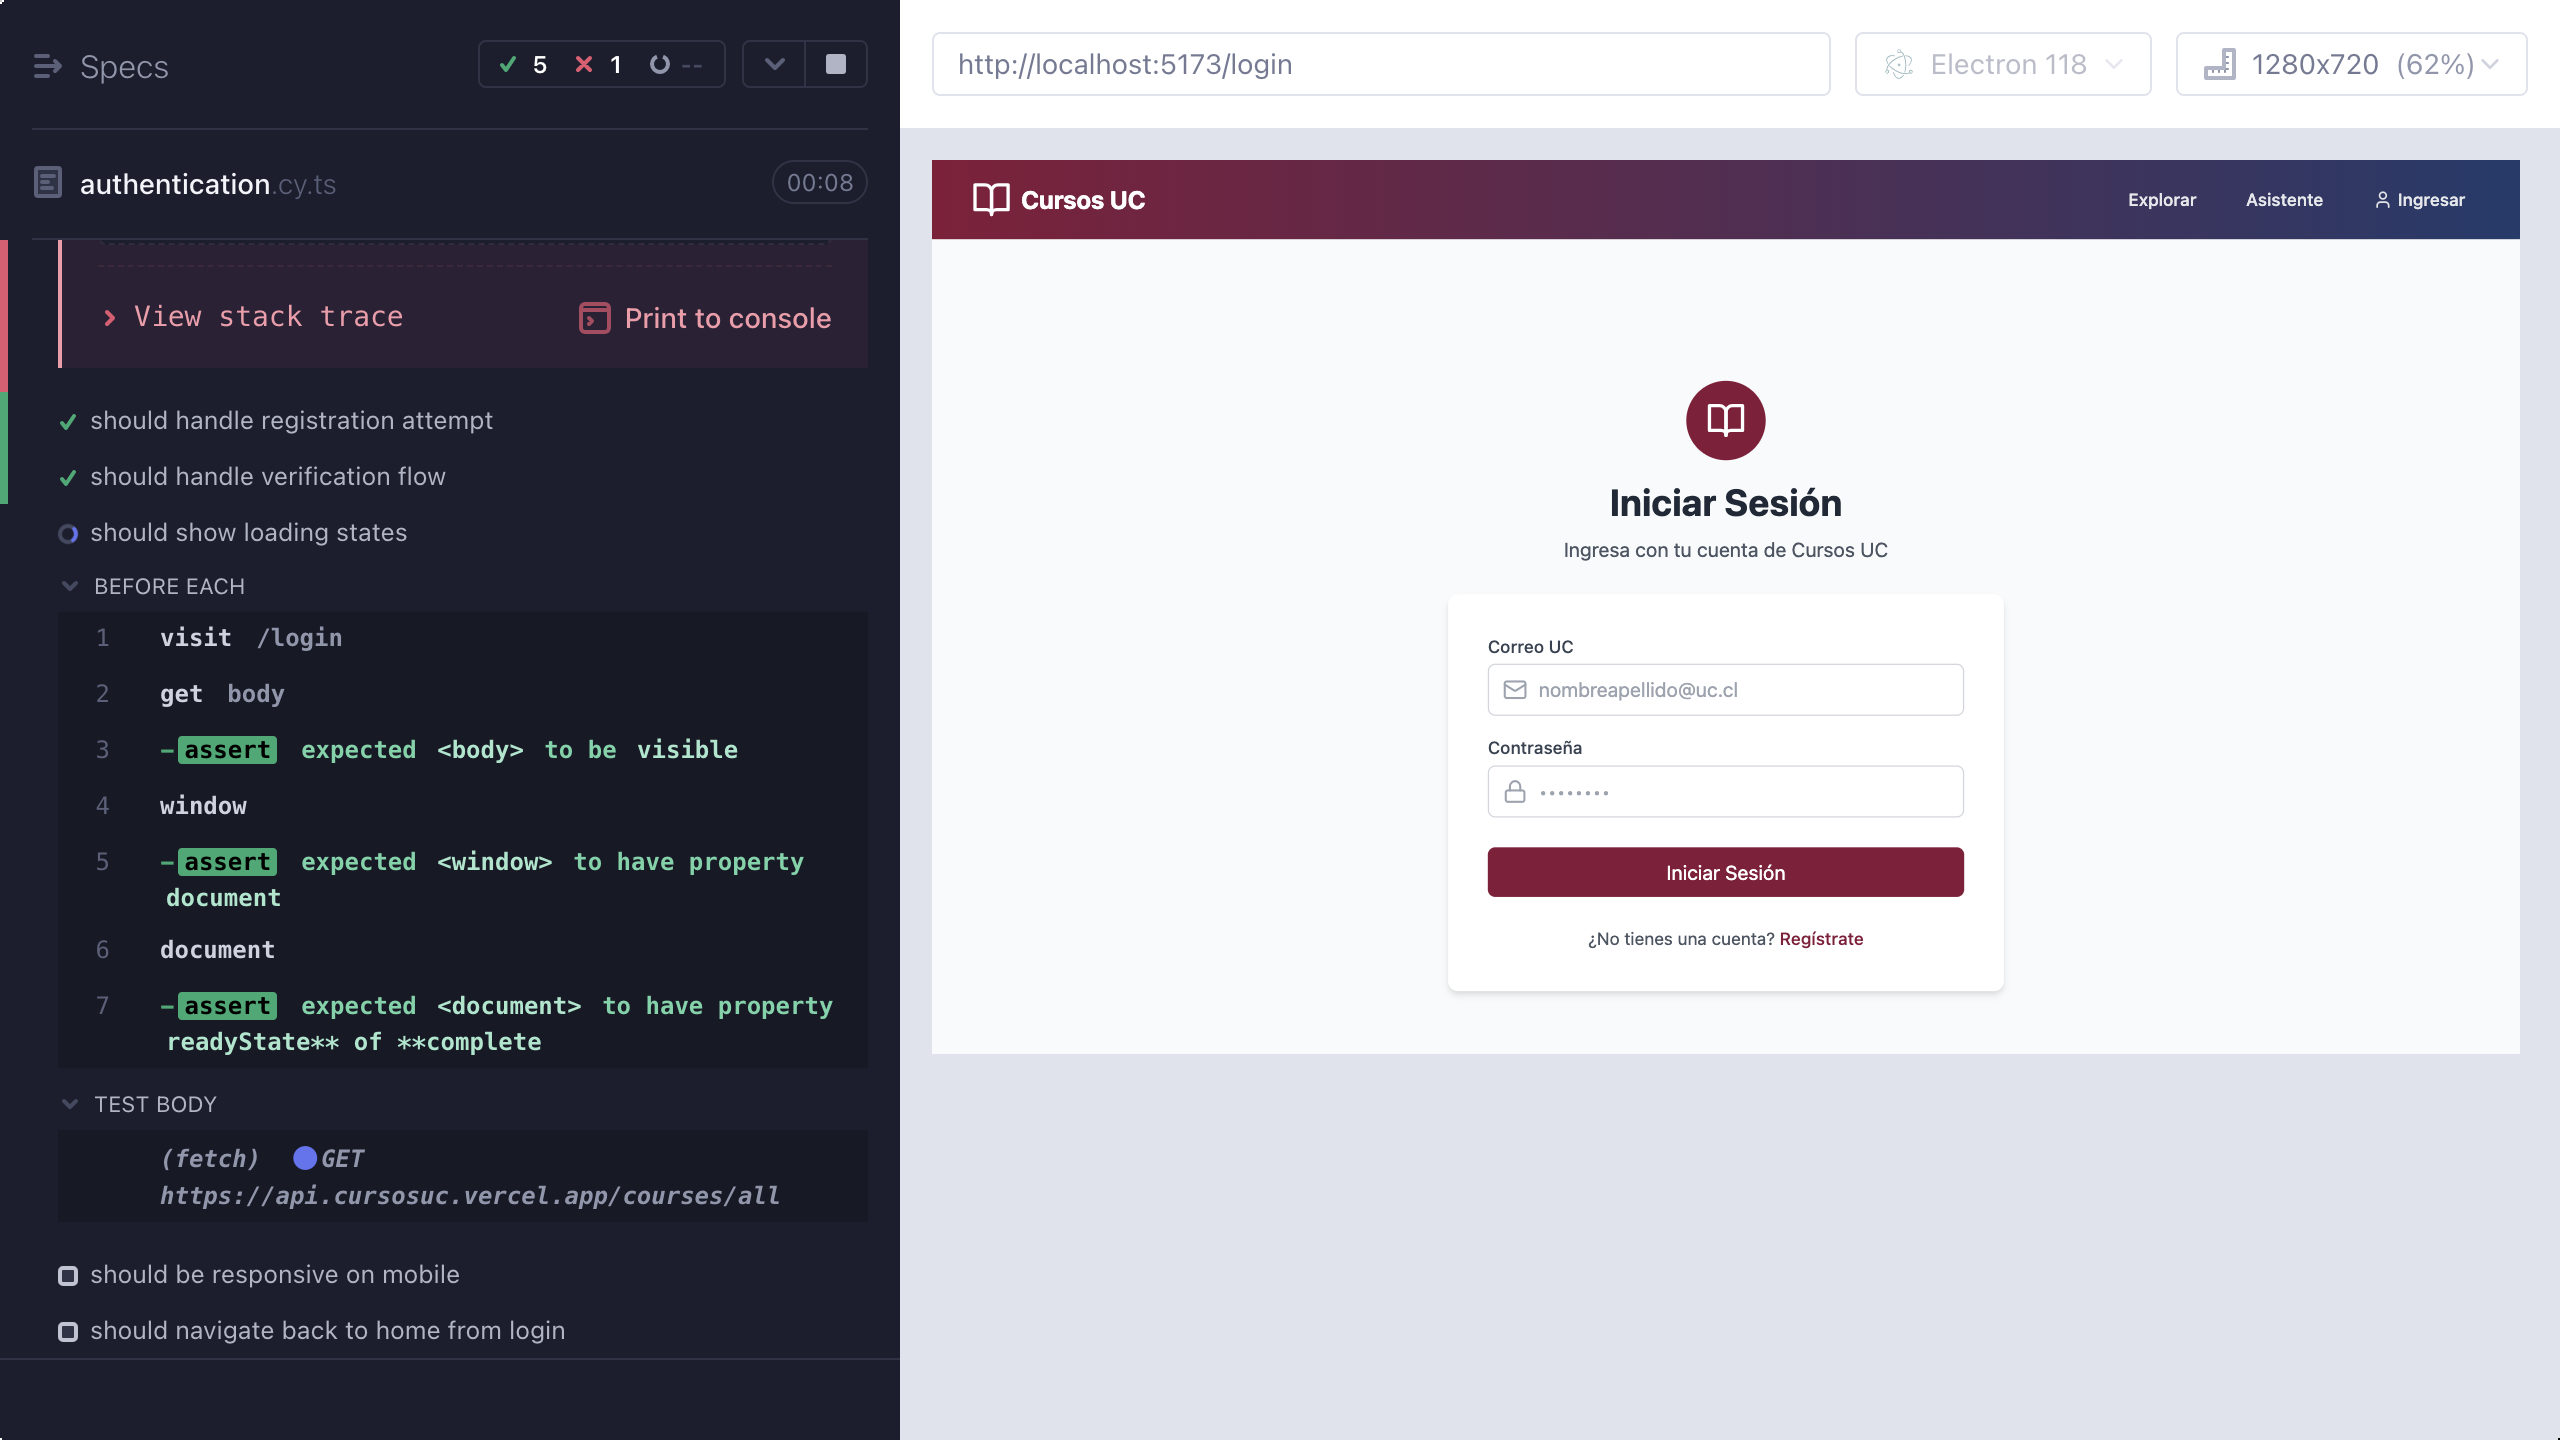 Specs
5 1 --
authentication.cy.ts
00:08
View stack trace
Print to console
should handle registration attempt
should handle verification flow
should show loading states
BEFORE EACH
1 visit /login
2 get body
3 -assert expected <body> to be visible
4 window
5 -assert expected <window> to have property
document
6 document
7 -assert expected <document> to have property
readyState** of **complete
TEST BODY
(fetch) GET
https://api.cursosuc.vercel.app/courses/all
should be responsive on mobile
should navigate back to home from login
http://localhost:5173/login
Electron 118
1280x720 (62%)
Cursos UC
Explorar
Asistente
Ingresar
Iniciar Sesión
Ingresa con tu cuenta de Cursos UC
Correo UC
nombreapellido@uc.cl
Contraseña
••••••••
Iniciar Sesión
¿No tienes una cuenta? Regístrate